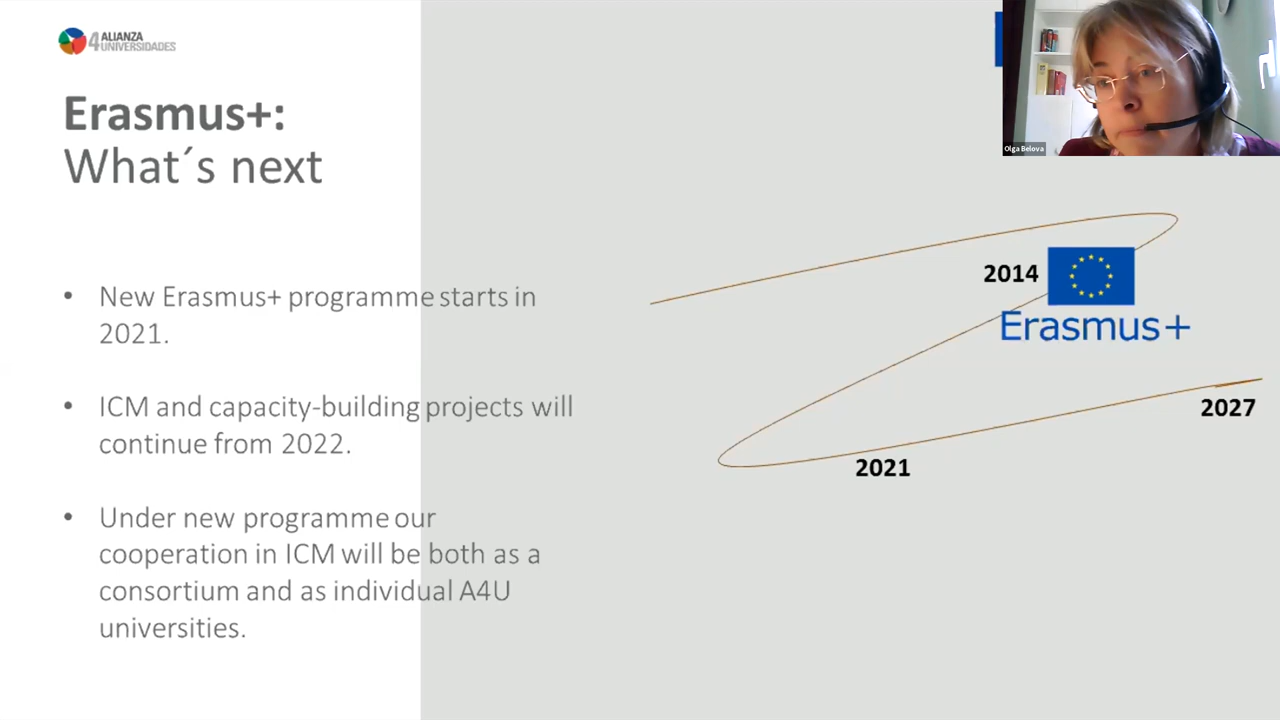 4 ALIANZA
UNIVERSIDADES
Erasmus+:
What´s next
• New Erasmus+ programme starts in
2021.
• ICM and capacity-building projects will
continue from 2022.
• Under new programme our
cooperation in ICM will be both as a
consortium and as individual A4U
universities.
Olga Belova
2014
Erasmus+
2027
2021